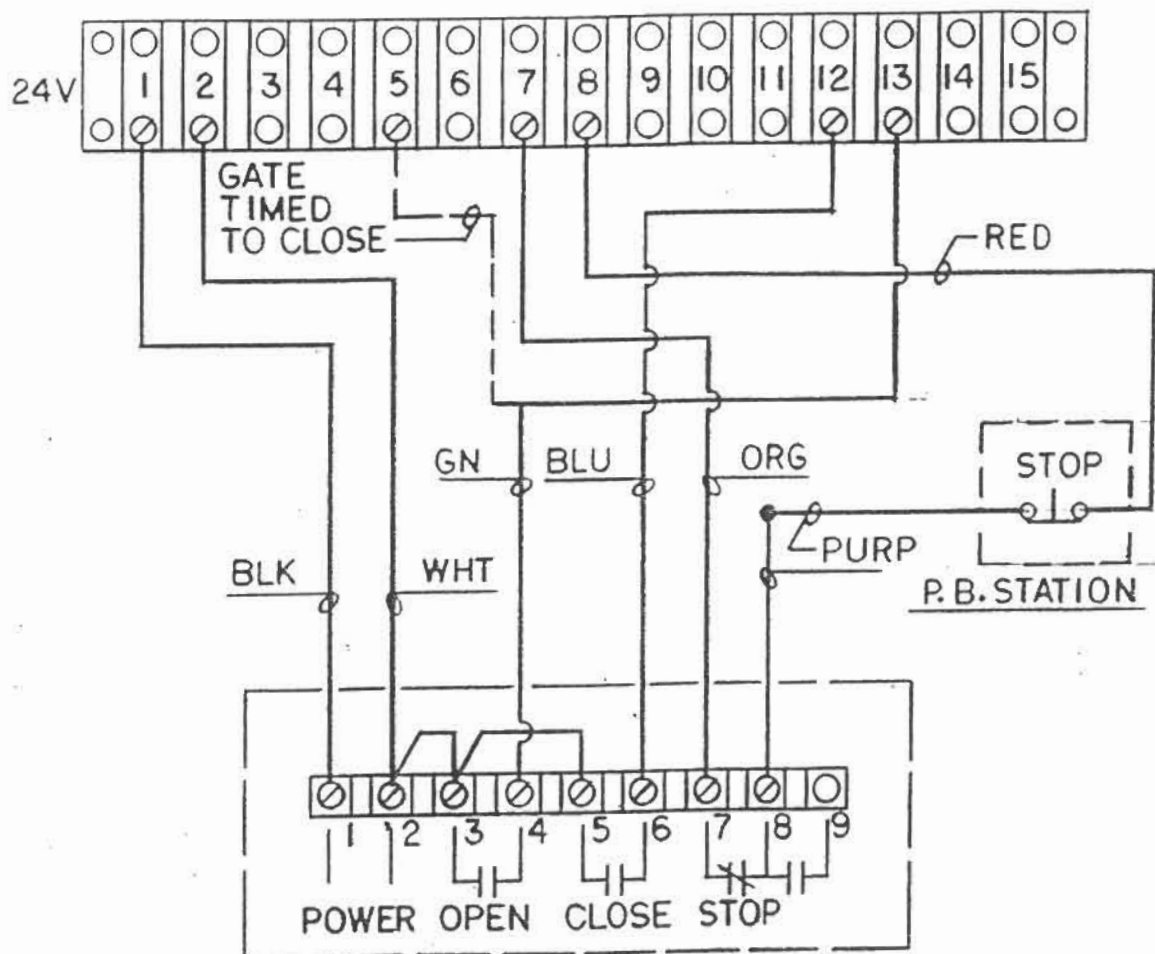 24V 1 2 3 4 5 6 7 8 9 10 11 12 13 14 15
GATE
TIMED
TO CLOSE
RED
GN BLU ORG
STOP
BLK WHT
PURP
P.B. STATION
1 2 3 4 5 6 7 8 9
POWER OPEN CLOSE STOP